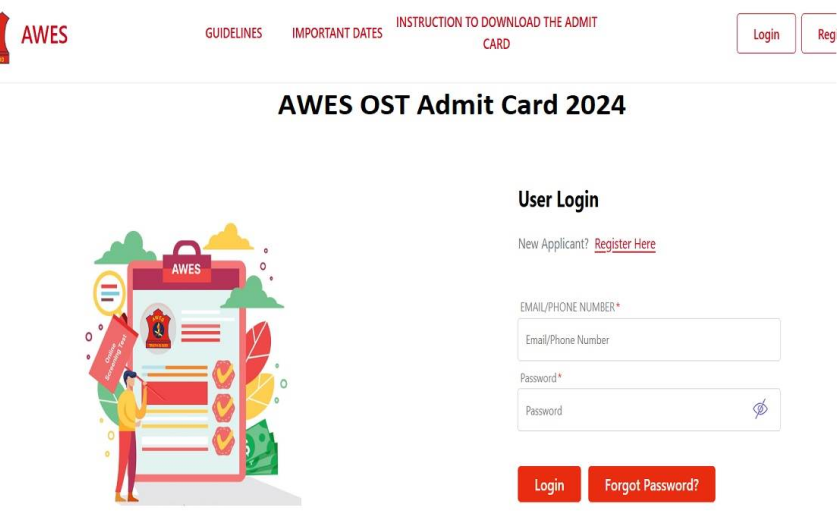 AWES
GUIDELINES
IMPORTANT DATES
INSTRUCTION TO DOWNLOAD THE ADMIT
CARD
Login
Regi
AWES OST Admit Card 2024
AWES
Online
Screening Test
User Login
New Applicant? Register Here
EMAIL/PHONE NUMBER*
Email/Phone Number
Password*
Password
Login
Forgot Password?